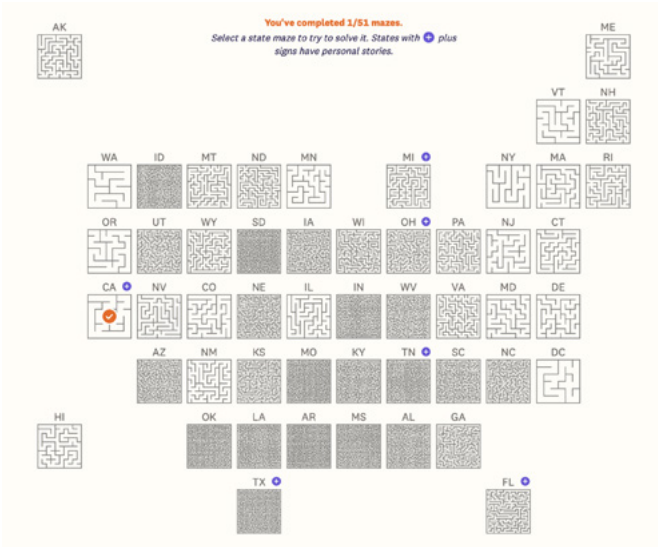 You've completed 1/51 mazes.
Select a state maze to try to solve it. States with + plus
signs have personal stories.
AK ME
VT NH
WA ID MT ND MN MI + NY MA RI
OR UT WY SD IA WI OH + PA NJ CT
CA + NV CO NE IL IN WV VA MD DE
AZ NM KS MO KY TN + SC NC DC
HI OK LA AR MS AL GA
TX + FL +